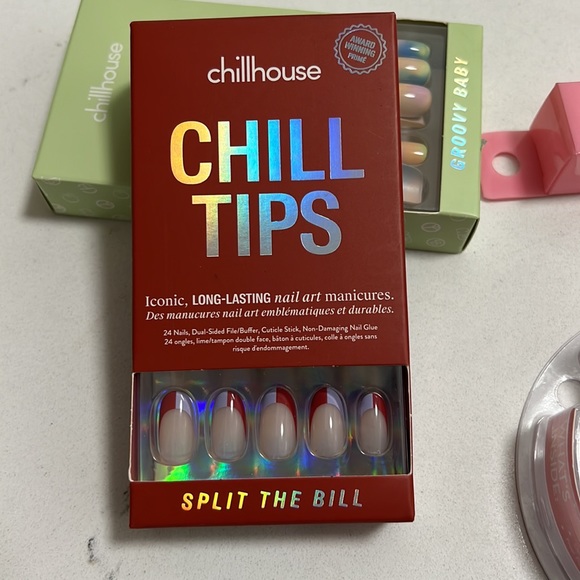 chillhouse
AWARD
WINNING
PRIME
CHILL
TIPS
Iconic, LONG-LASTING nail art manicures.
Des manucures nail art emblématiques et durables.
24 Nails, Dual-Sided File/Buffer, Cuticle Stick, Non-Damaging Nail Glue
24 ongles, lime/tampon double face, bâton à cuticules, colle à ongles sans
risque d'endommagement.
SPLIT THE BILL
chillhouse
GROOVY BABY